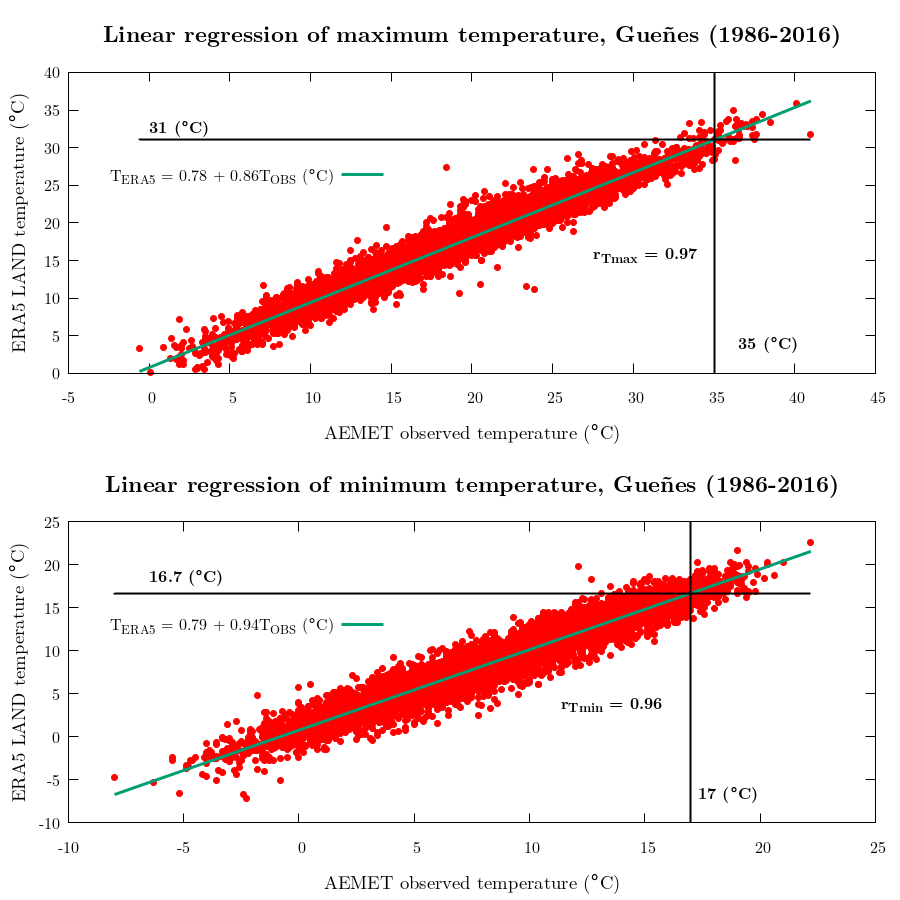 Linear regression of maximum temperature, Gueñes (1986-2016)
ERA5 LAND temperature (°C)
40
35
30
25
20
15
10
5
0
31 (°C)
T_ERA5 = 0.78 + 0.86T_OBS (°C)
r_Tmax = 0.97
35 (°C)
-5 0 5 10 15 20 25 30 35 40 45
AEMET observed temperature (°C)
Linear regression of minimum temperature, Gueñes (1986-2016)
ERA5 LAND temperature (°C)
25
20
15
10
5
0
-5
-10
16.7 (°C)
T_ERA5 = 0.79 + 0.94T_OBS (°C)
r_Tmin = 0.96
17 (°C)
-10 -5 0 5 10 15 20 25
AEMET observed temperature (°C)